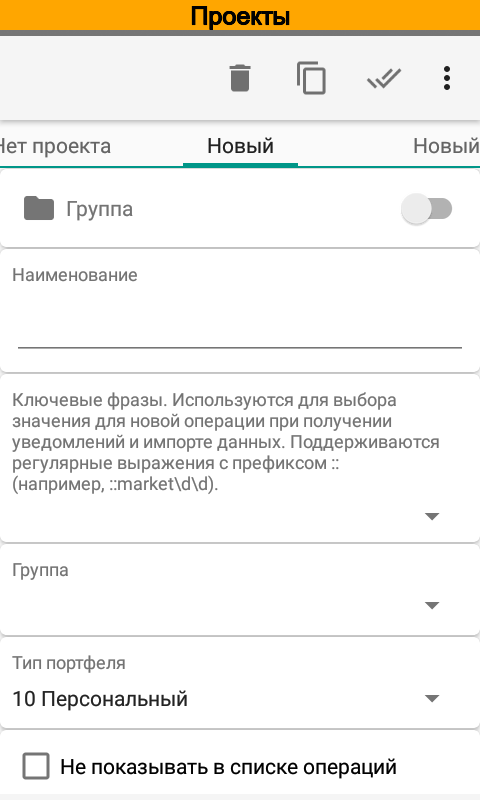 Проекты
Нет проекта
Новый
Новый
Группа
Наименование
Ключевые фразы. Используются для выбора
значения для новой операции при получении
уведомлений и импорте данных. Поддерживаются
регулярные выражения с префиксом ::
(например, ::market\d\d).
Группа
Тип портфеля
10 Персональный
Не показывать в списке операций